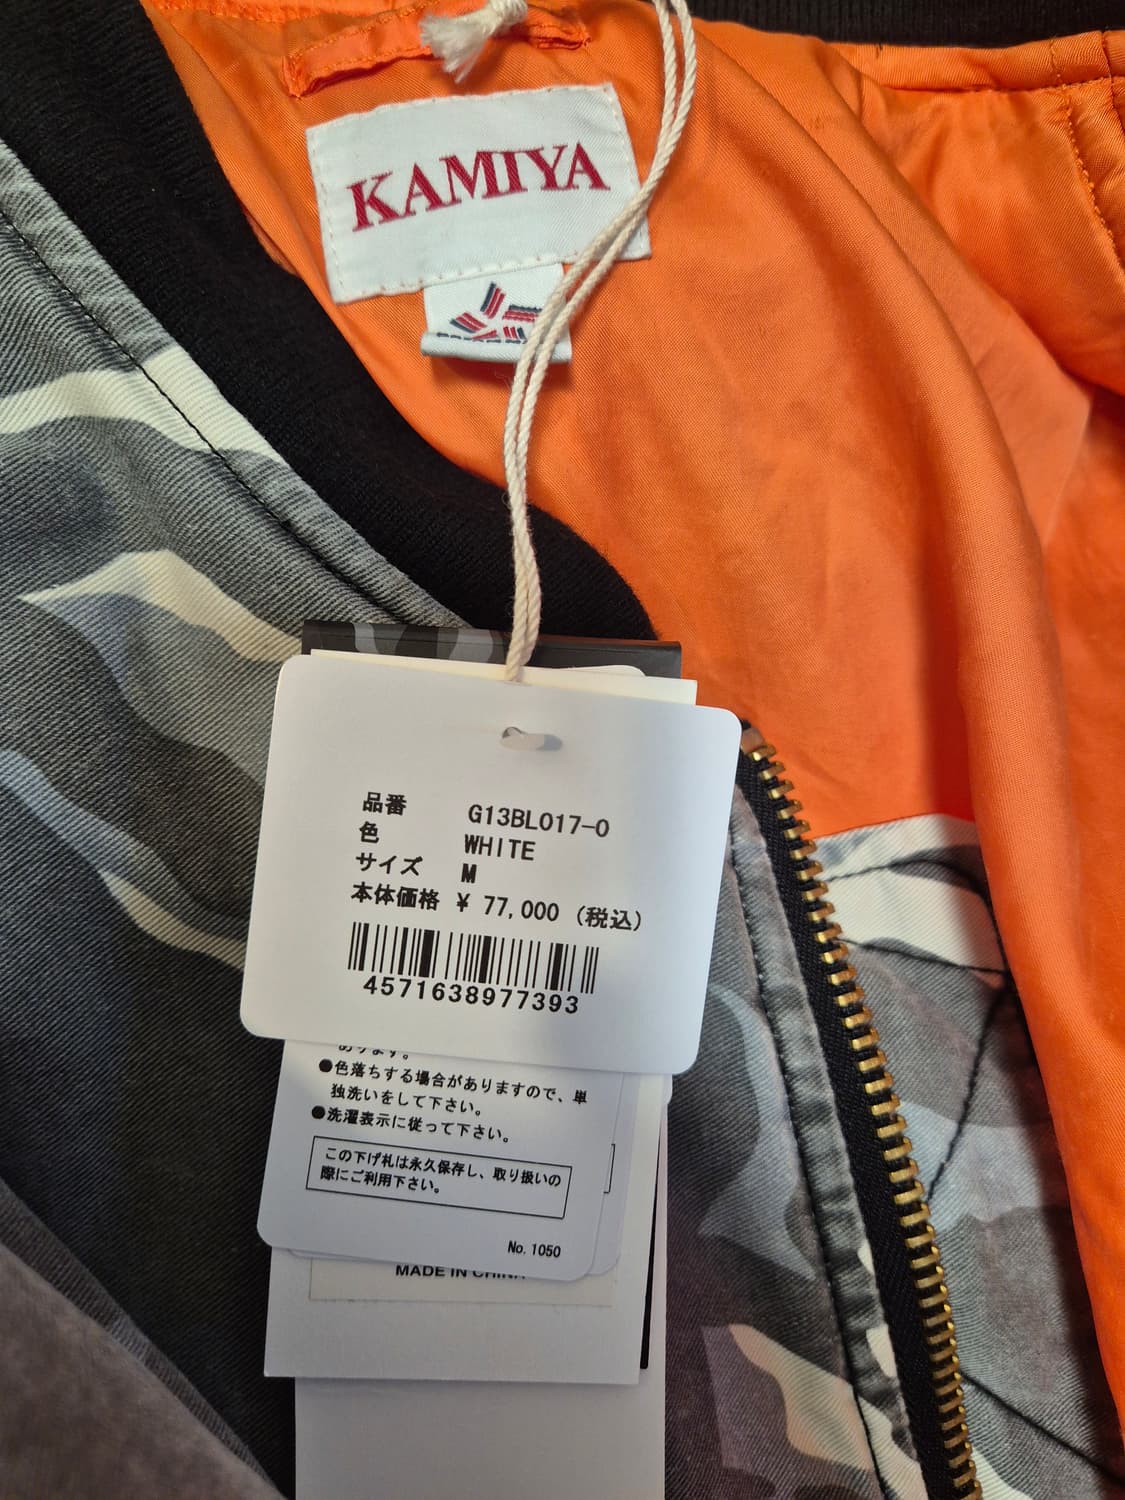 KAMIYA
品番 G13BL017-0
色 WHITE
サイズ M
本体価格 ¥ 77,000 (税込)
4571638977393
あります。
●色落ちする場合がありますので、単
独洗いをして下さい。
●洗濯表示に従って下さい。
この下げ札は永久保存し、取り扱いの
際にご利用下さい。
No. 1050
MADE IN CHINA